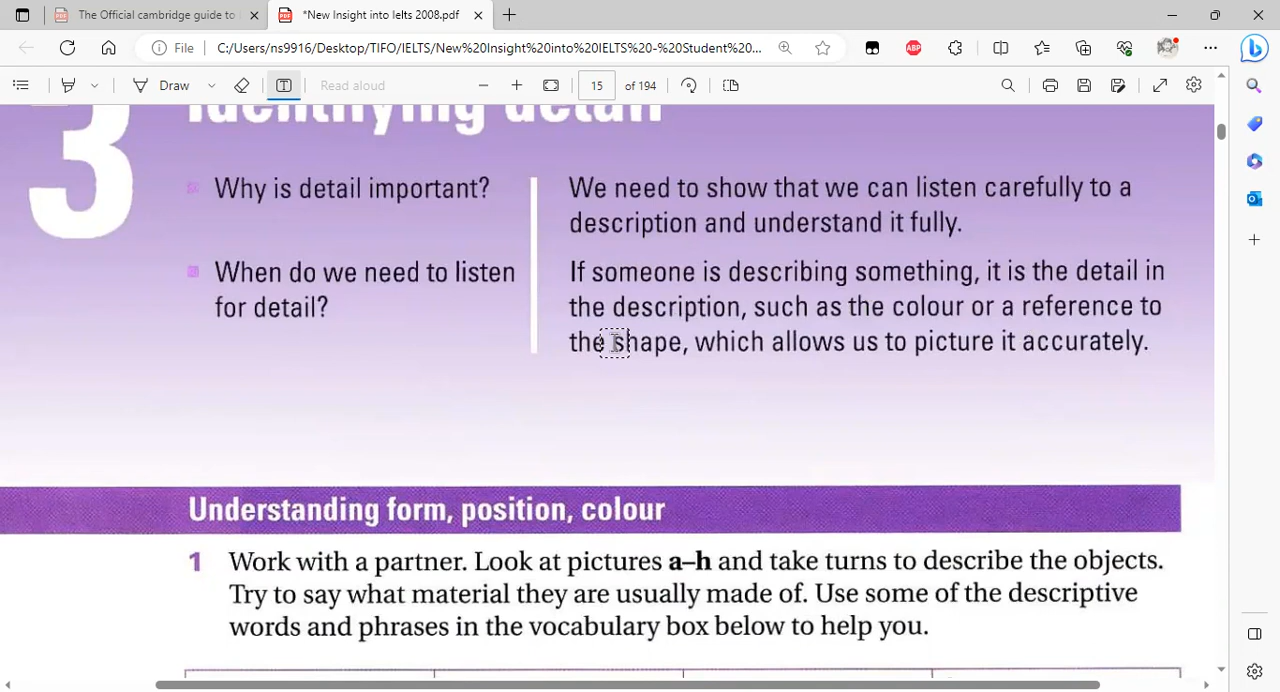 The Official cambridge guide to
*New Insight into Ielts 2008.pdf
File
C:/Users/ns9916/Desktop/TIFO/IELTS/New%20Insight%20into%20IELTS%20-%20Student%20...
ABP
Draw
Read aloud
15
of 194
3
Identifying detail
Why is detail important?
We need to show that we can listen carefully to a
description and understand it fully.
When do we need to listen
for detail?
If someone is describing something, it is the detail in
the description, such as the colour or a reference to
the shape, which allows us to picture it accurately.
Understanding form, position, colour
1 Work with a partner. Look at pictures a–h and take turns to describe the objects.
Try to say what material they are usually made of. Use some of the descriptive
words and phrases in the vocabulary box below to help you.